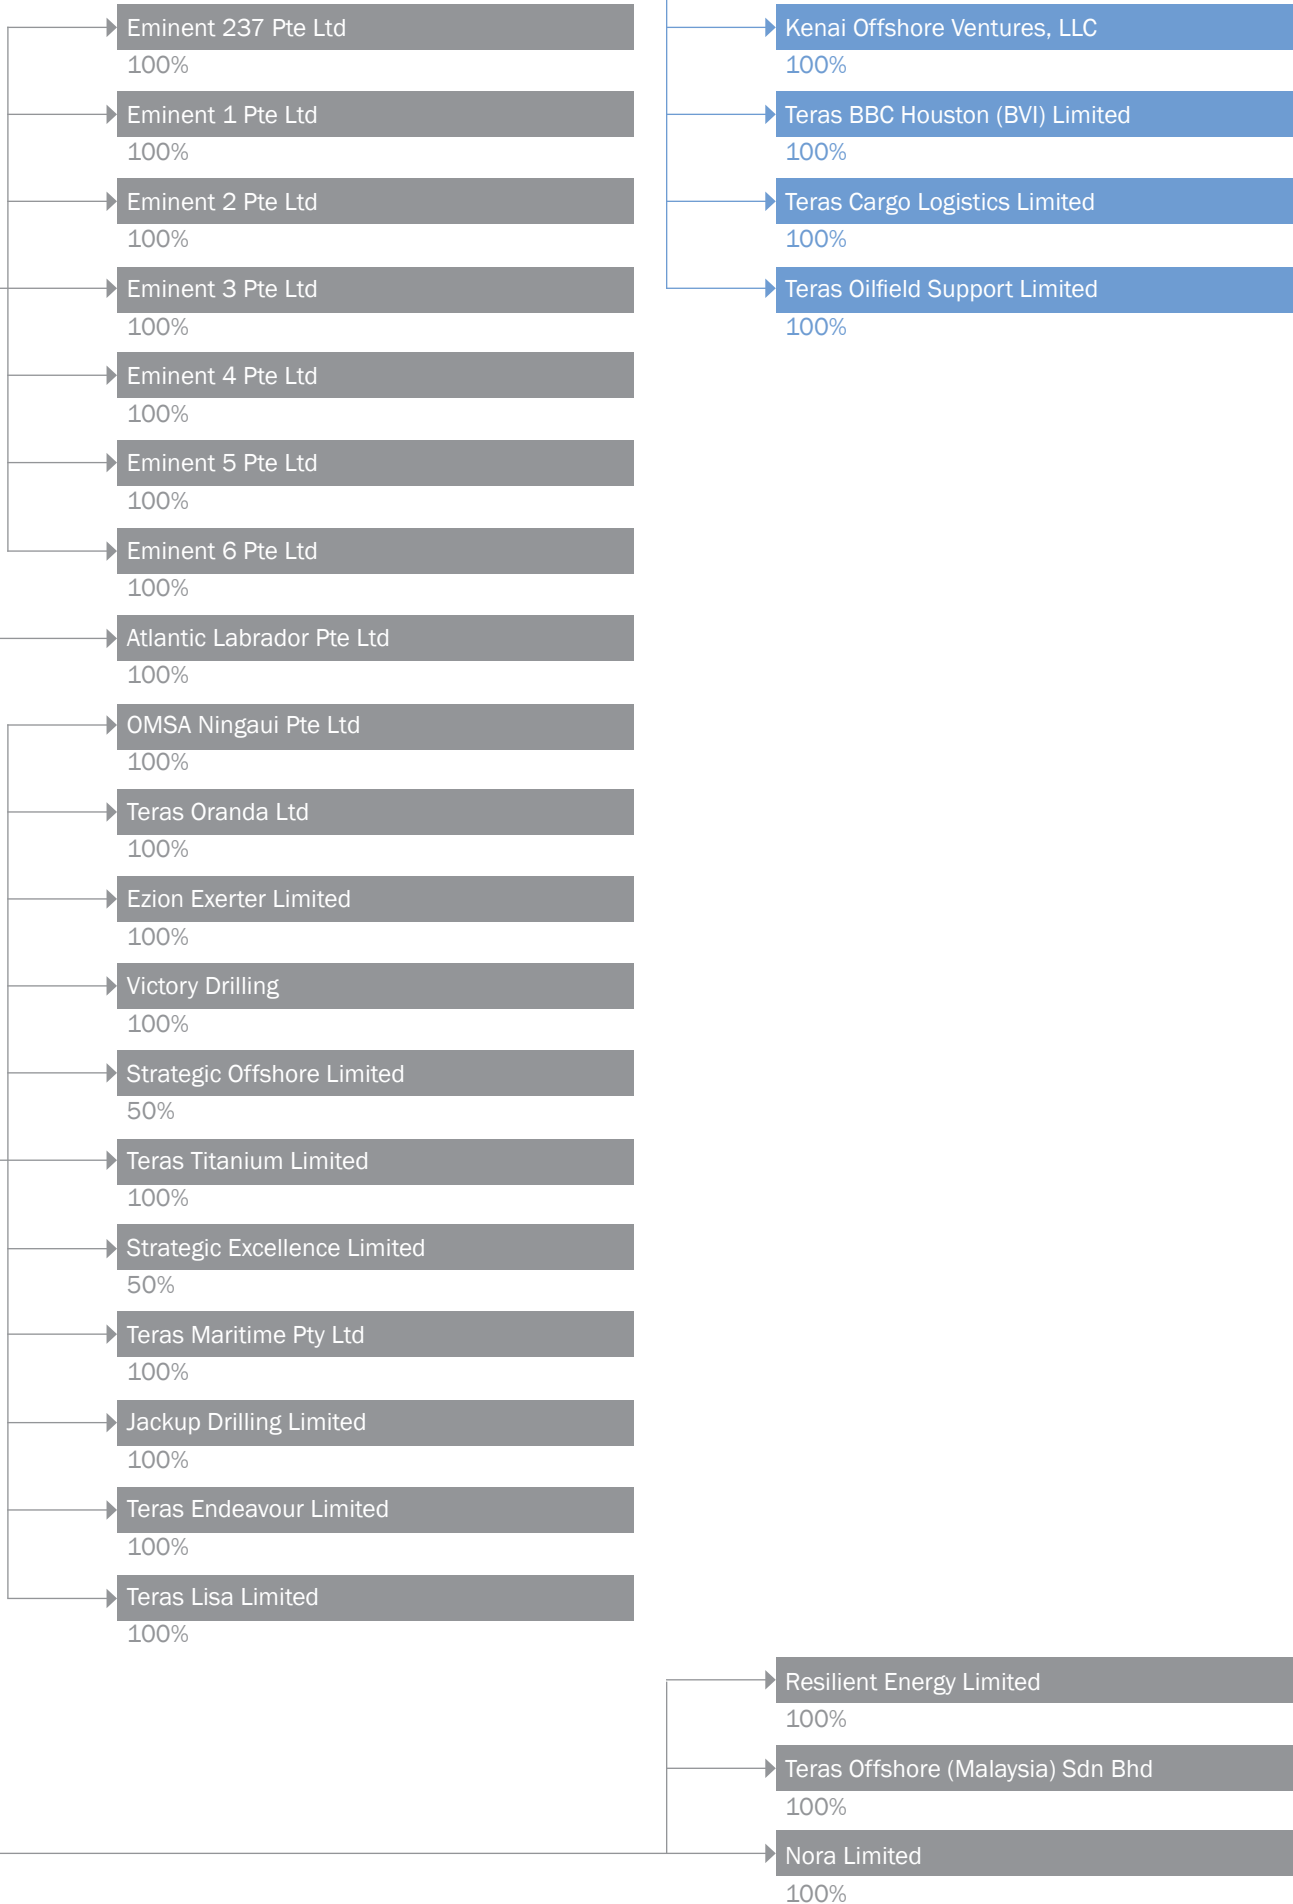 Eminent 237 Pte Ltd
100%
Eminent 1 Pte Ltd
100%
Eminent 2 Pte Ltd
100%
Eminent 3 Pte Ltd
100%
Eminent 4 Pte Ltd
100%
Eminent 5 Pte Ltd
100%
Eminent 6 Pte Ltd
100%
Atlantic Labrador Pte Ltd
100%
OMSA Ningaui Pte Ltd
100%
Teras Oranda Ltd
100%
Ezion Exerter Limited
100%
Victory Drilling
100%
Strategic Offshore Limited
50%
Teras Titanium Limited
100%
Strategic Excellence Limited
50%
Teras Maritime Pty Ltd
100%
Jackup Drilling Limited
100%
Teras Endeavour Limited
100%
Teras Lisa Limited
100%
Kenai Offshore Ventures, LLC
100%
Teras BBC Houston (BVI) Limited
100%
Teras Cargo Logistics Limited
100%
Teras Oilfield Support Limited
100%
Resilient Energy Limited
100%
Teras Offshore (Malaysia) Sdn Bhd
100%
Nora Limited
100%